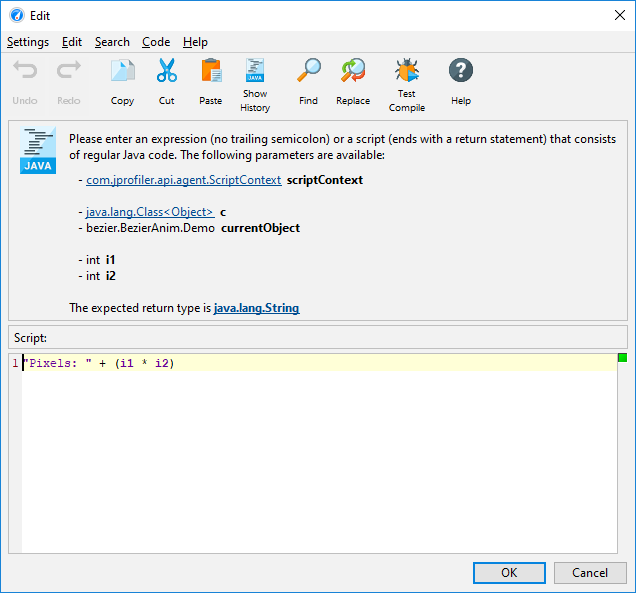 Edit
Settings Edit Search Code Help
Undo Redo Copy Cut Paste Show History Find Replace Test Compile Help
JAVA
Please enter an expression (no trailing semicolon) or a script (ends with a return statement) that consists
of regular Java code. The following parameters are available:
- com.jprofiler.api.agent.ScriptContext scriptContext
- java.lang.Class<Object> c
- bezier.BezierAnim.Demo currentObject
- int i1
- int i2
The expected return type is java.lang.String
Script:
1 "Pixels: " + (i1 * i2)
OK Cancel